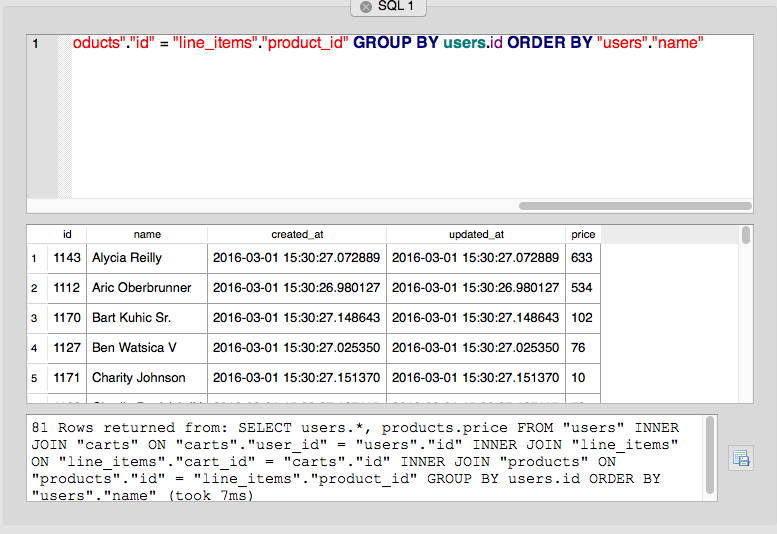 SQL 1
1 oducts"."id" = "line_items"."product_id" GROUP BY users.id ORDER BY "users"."name"
id name created_at updated_at price
1 1143 Alycia Reilly 2016-03-01 15:30:27.072889 2016-03-01 15:30:27.072889 633
2 1112 Aric Oberbrunner 2016-03-01 15:30:26.980127 2016-03-01 15:30:26.980127 534
3 1170 Bart Kuhic Sr. 2016-03-01 15:30:27.148643 2016-03-01 15:30:27.148643 102
4 1127 Ben Watsica V 2016-03-01 15:30:27.025350 2016-03-01 15:30:27.025350 76
5 1171 Charity Johnson 2016-03-01 15:30:27.151370 2016-03-01 15:30:27.151370 10
81 Rows returned from: SELECT users.*, products.price FROM "users" INNER
JOIN "carts" ON "carts"."user_id" = "users"."id" INNER JOIN "line_items"
ON "line_items"."cart_id" = "carts"."id" INNER JOIN "products" ON
"products"."id" = "line_items"."product_id" GROUP BY users.id ORDER BY
"users"."name" (took 7ms)